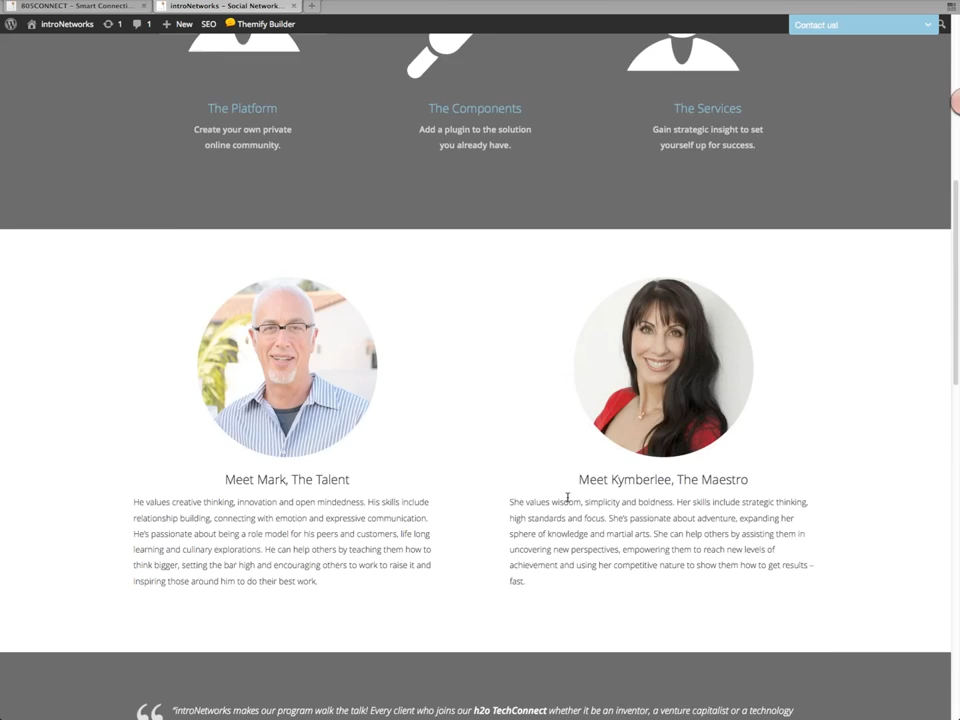 805CONNECT – Smart Connecti...
introNetworks – Social Network...
introNetworks 1 1 New SEO Themify Builder
Contact us!
The Platform
Create your own private
online community.
The Components
Add a plugin to the solution
you already have.
The Services
Gain strategic insight to set
yourself up for success.
Meet Mark, The Talent
He values creative thinking, innovation and open mindedness. His skills include
relationship building, connecting with emotion and expressive communication.
He's passionate about being a role model for his peers and customers, life long
learning and culinary explorations. He can help others by teaching them how to
think bigger, setting the bar high and encouraging others to work to raise it and
inspiring those around him to do their best work.
Meet Kymberlee, The Maestro
She values wisdom, simplicity and boldness. Her skills include strategic thinking,
high standards and focus. She's passionate about adventure, expanding her
sphere of knowledge and martial arts. She can help others by assisting them in
uncovering new perspectives, empowering them to reach new levels of
achievement and using her competitive nature to show them how to get results –
fast.
“introNetworks makes our program walk the talk! Every client who joins our h2o TechConnect whether it be an inventor, a venture capitalist or a technology